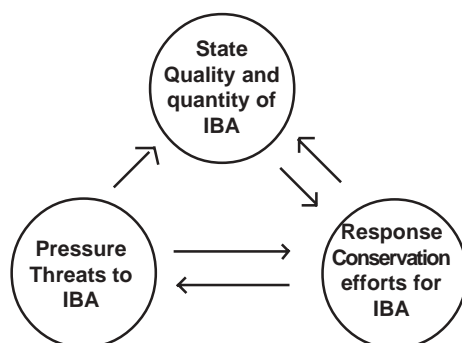 State
Quality and
quantity of
IBA
Pressure
Threats to
IBA
Response
Conservation
efforts for
IBA